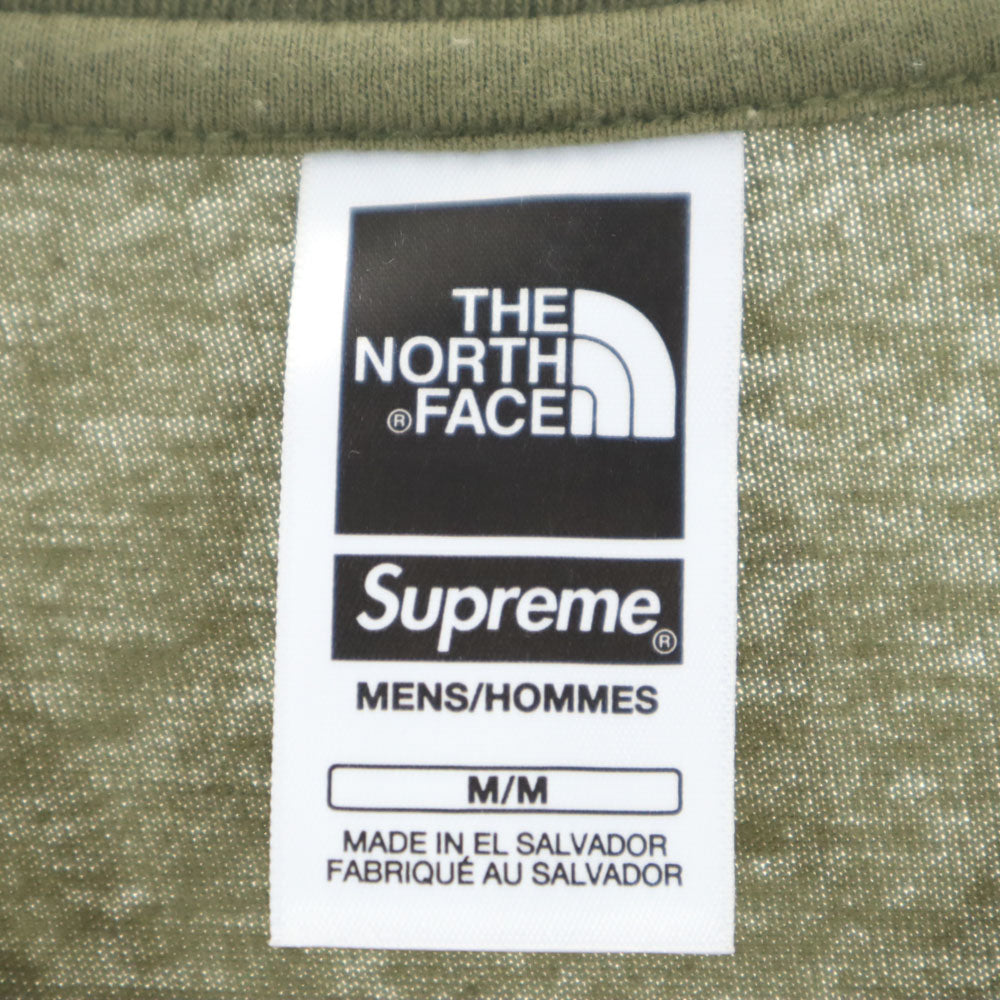 THE
NORTH
®FACE
Supreme®
MENS/HOMMES
M/M
MADE IN EL SALVADOR
FABRIQUÉ AU SALVADOR